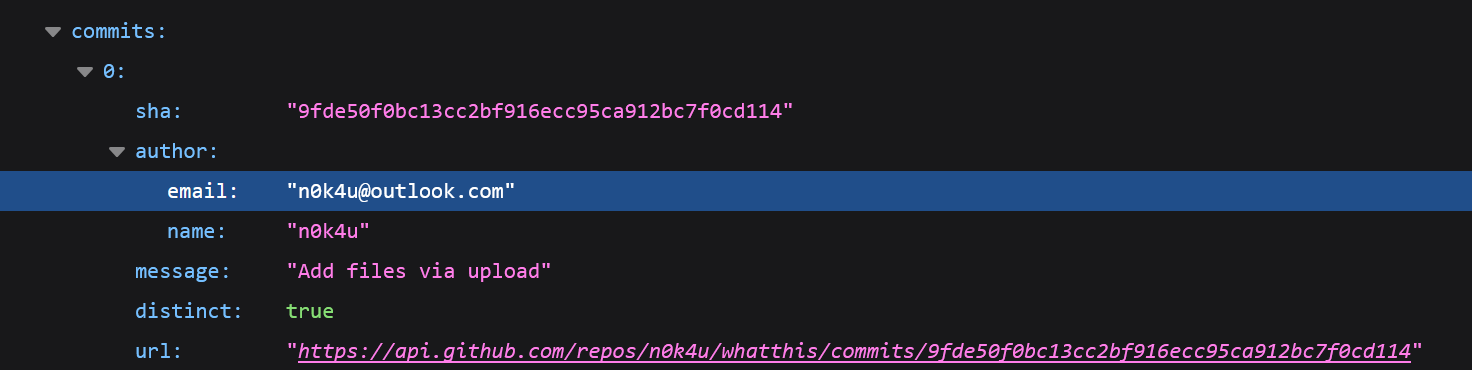 commits:
0:
sha: "9fde50f0bc13cc2bf916ecc95ca912bc7f0cd114"
author:
email: "n0k4u@outlook.com"
name: "n0k4u"
message: "Add files via upload"
distinct: true
url: "https://api.github.com/repos/n0k4u/whatthis/commits/9fde50f0bc13cc2bf916ecc95ca912bc7f0cd114"